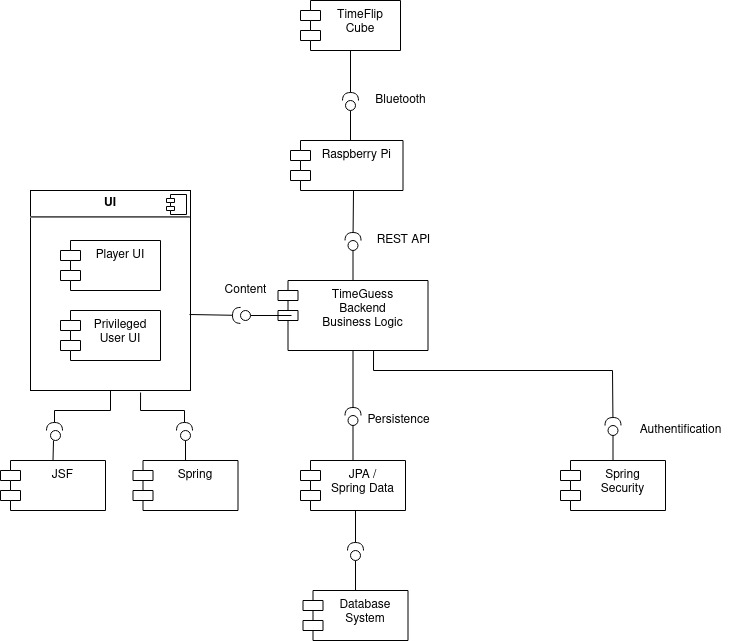 TimeFlip
Cube
Bluetooth
Raspberry Pi
UI
REST API
Player UI
Content
TimeGuess
Backend
Business Logic
Privileged
User UI
Persistence
Authentification
JSF
Spring
JPA /
Spring Data
Spring
Security
Database
System